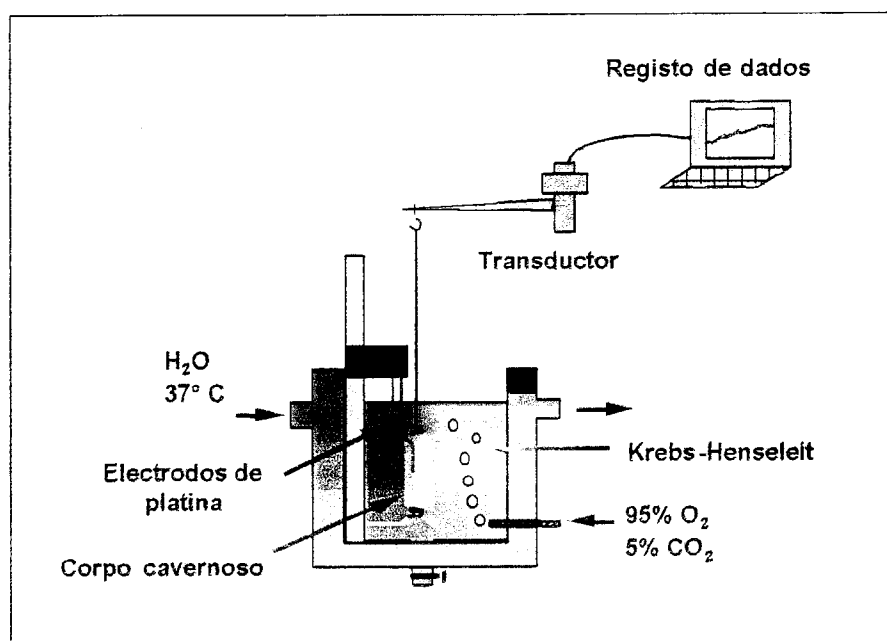 Registo de dados
Transductor
H₂O
37° C
Electrodos de
platina
Krebs-Henseleit
Corpo cavernoso
95% O₂
5% CO₂